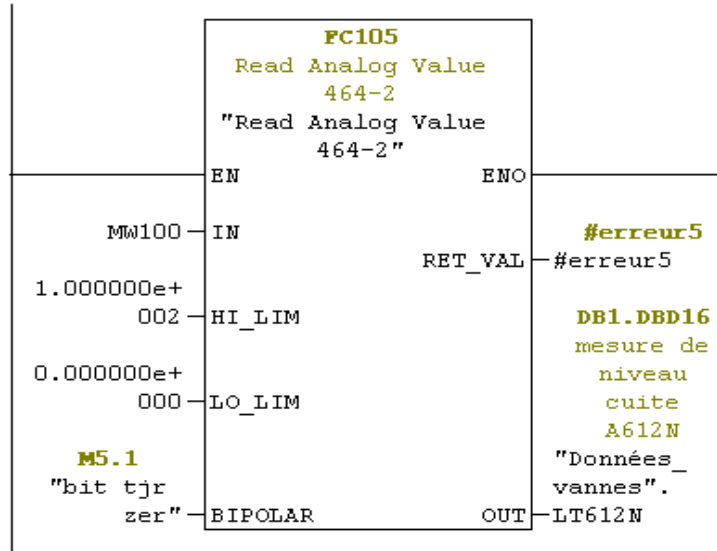 FC105
Read Analog Value
464-2
"Read Analog Value
464-2"
EN
ENO
MW100
IN
#erreur5
RET_VAL
#erreur5
1.000000e+
002
HI_LIM
DB1.DBD16
mesure de
niveau
cuite
A612N
0.000000e+
000
LO_LIM
M5.1
"bit tjr
zer"
BIPOLAR
"Données_
vannes".
OUT
LT612N